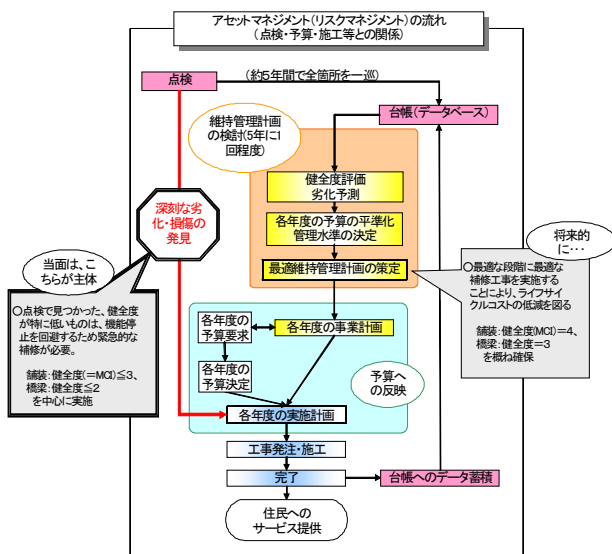 アセットマネジメント(リスクマネジメント)の流れ
(点検・予算・施工等との関係)
点検
(約5年間で全箇所を一巡)
台帳(データベース)
維持管理計画
の検討(5年に1
回程度)
健全度評価
劣化予測
各年度の予算の平準化
管理水準の決定
最適維持管理計画の策定
深刻な劣
化・損傷の
発見
当面は、こ
ちらが主体
○点検で見つかった、健全度
が特に低いものは、機能停
止を回避するため緊急的な
補修が必要。
舗装:健全度(=MCI)≦3、
橋梁:健全度≦2
を中心に実施
将来的
に・・・
○最適な段階に最適な
補修工事を実施する
ことにより、ライフサイ
クルコストの低減を図る
舗装:健全度(MCI)=4、
橋梁:健全度=3
を概ね確保
各年度の
予算要求
各年度の事業計画
各年度の
予算決定
予算へ
の反映
各年度の実施計画
工事発注・施工
完了
台帳へのデータ蓄積
住民への
サービス提供